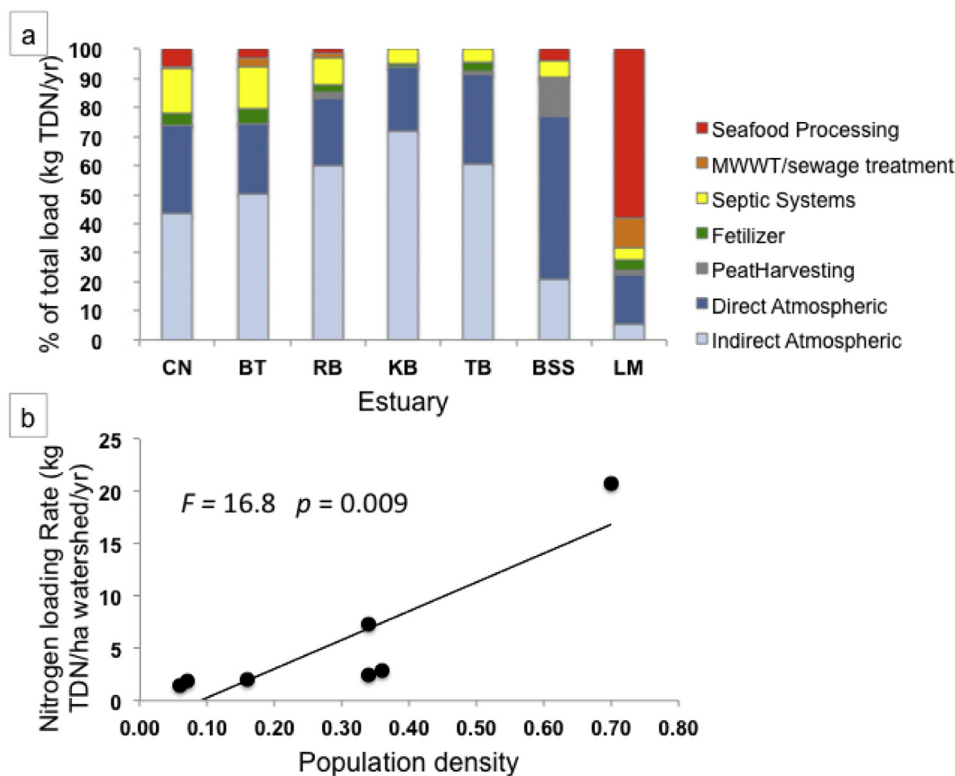 a
% of total load (kg TDN/yr)
100
90
80
70
60
50
40
30
20
10
0
CN BT RB KB TB BSS LM
Estuary
Seafood Processing
MWWT/sewage treatment
Septic Systems
Fetilizer
PeatHarvesting
Direct Atmospheric
Indirect Atmospheric
b
Nitrogen loading Rate (kg
TDN/ha watershed/yr)
25
20
15
10
5
0
F = 16.8 p = 0.009
0.00 0.10 0.20 0.30 0.40 0.50 0.60 0.70 0.80
Population density